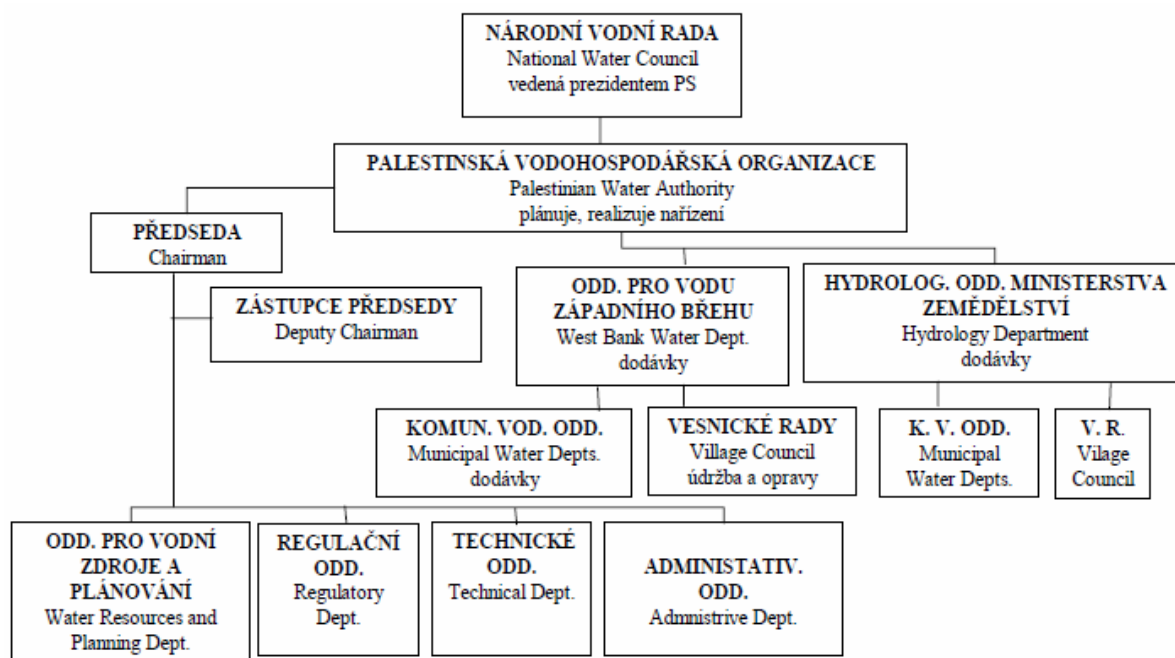 NÁRODNÍ VODNÍ RADA
National Water Council
vedená prezidentem PS
PALESTINSKÁ VODOHOSPODÁŘSKÁ ORGANIZACE
Palestinian Water Authority
plánuje, realizuje nařízení
PŘEDSEDA
Chairman
ZÁSTUPCE PŘEDSEDY
Deputy Chairman
ODD. PRO VODU
ZÁPADNÍHO BŘEHU
West Bank Water Dept.
dodávky
HYDROLOG. ODD. MINISTERSTVA
ZEMĚDĚLSTVÍ
Hydrology Department
dodávky
KOMUN. VOD. ODD.
Municipal Water Depts.
dodávky
VESNICKÉ RADY
Village Council
údržba a opravy
K. V. ODD.
Municipal
Water Depts.
V. R.
Vilage
Council
ODD. PRO VODNÍ
ZDROJE A
PLÁNOVÁNÍ
Water Resources and
Planning Dept.
REGULAČNÍ
ODD.
Regulatory
Dept.
TECHNICKÉ
ODD.
Technical Dept.
ADMINISTATIV.
ODD.
Admnistrive Dept.